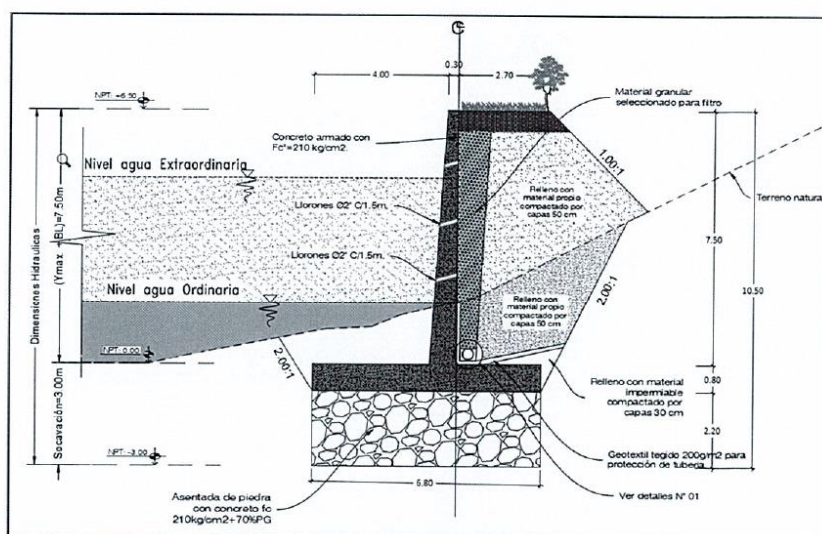 ₵
0.30
4.00
2.70
NPT: +6.50
Material granular
seleccionado para filtro
Concreto armado con
Fc'=210 kg/cm2.
Nivel agua Extraordinaria
1.00:1
Llorones Ø2" C/1.5m.
Relleno con
material propio
compactado por
capas 50 cm
Terreno natural
Dimensiones Hidraulicas
(Ymax + BL)=7.50m
7.50
10.50
Llorones Ø2" C/1.5m.
Nivel agua Ordinaria
Relleno con
material propio
compactado por
capas 50 cm
2.00:1
2.00:1
NPT: 0.00
0.80
Relleno con material
impermiable
compactado por
capas 30 cm
Socavación=3.00m
2.20
NPT: -3.00
Geotextil tegido 200g/m2 para
protección de tuberia
6.80
Asentada de piedra
con concreto fc
210kg/cm2+70%PG
Ver detalles N° 01